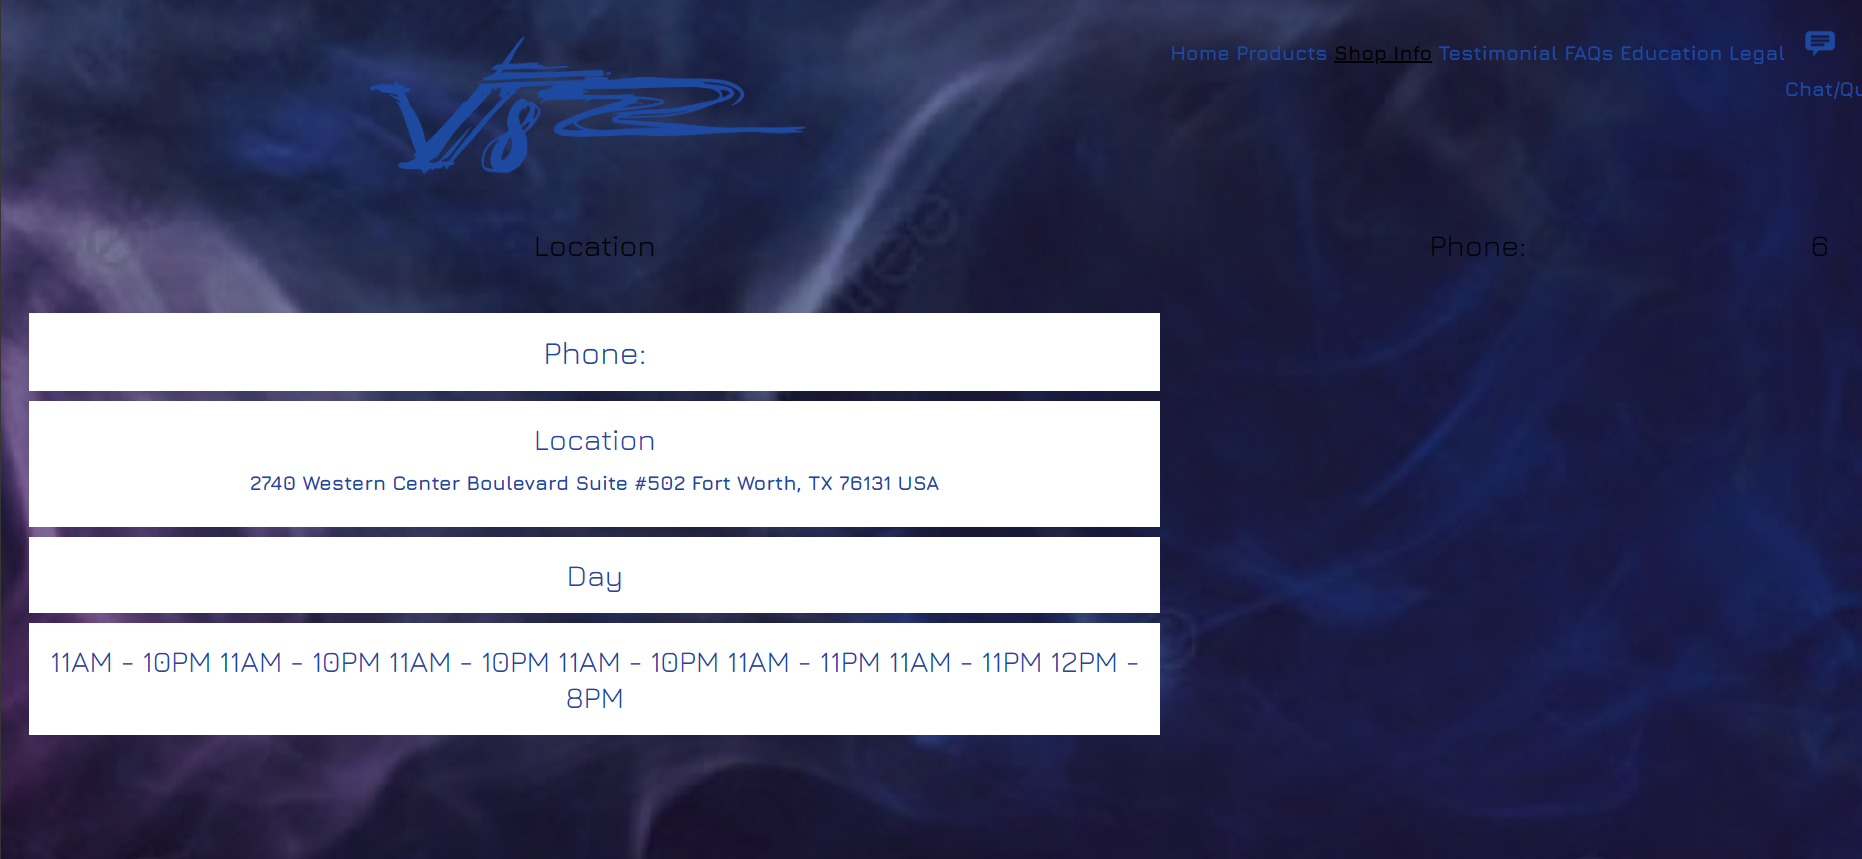 V8
Home Products Shop Info Testimonial FAQs Education Legal
Chat/Qu
Location Phone: 6
Phone:
Location
2740 Western Center Boulevard Suite #502 Fort Worth, TX 76131 USA
Day
11AM - 10PM 11AM - 10PM 11AM - 10PM 11AM - 10PM 11AM - 11PM 11AM - 11PM 12PM -
8PM